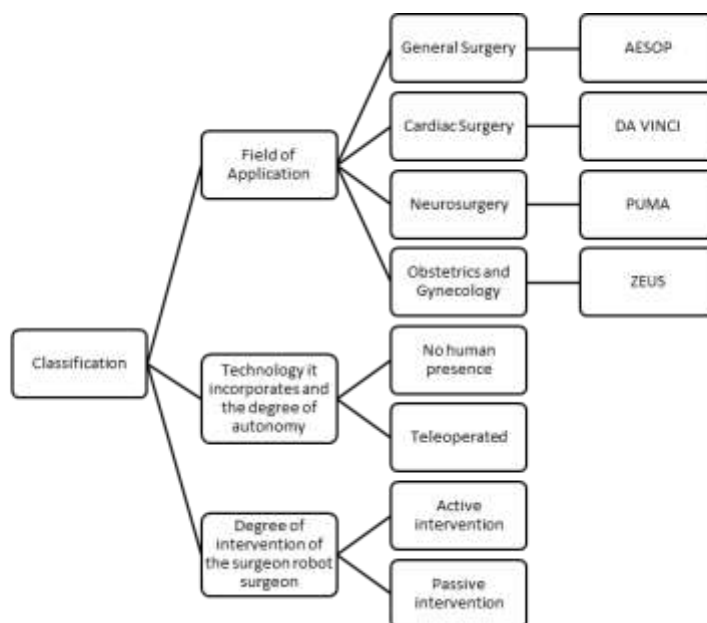 General Surgery
AESOP
Cardiac Surgery
DA VINCI
Field of
Application
Neurosurgery
PUMA
Obstetrics and
Gynecology
ZEUS
Classification
Technology it
incorporates and
the degree of
autonomy
No human
presence
Teleoperated
Degree of
intervention of
the surgeon robot
surgeon
Active
intervention
Passive
intervention